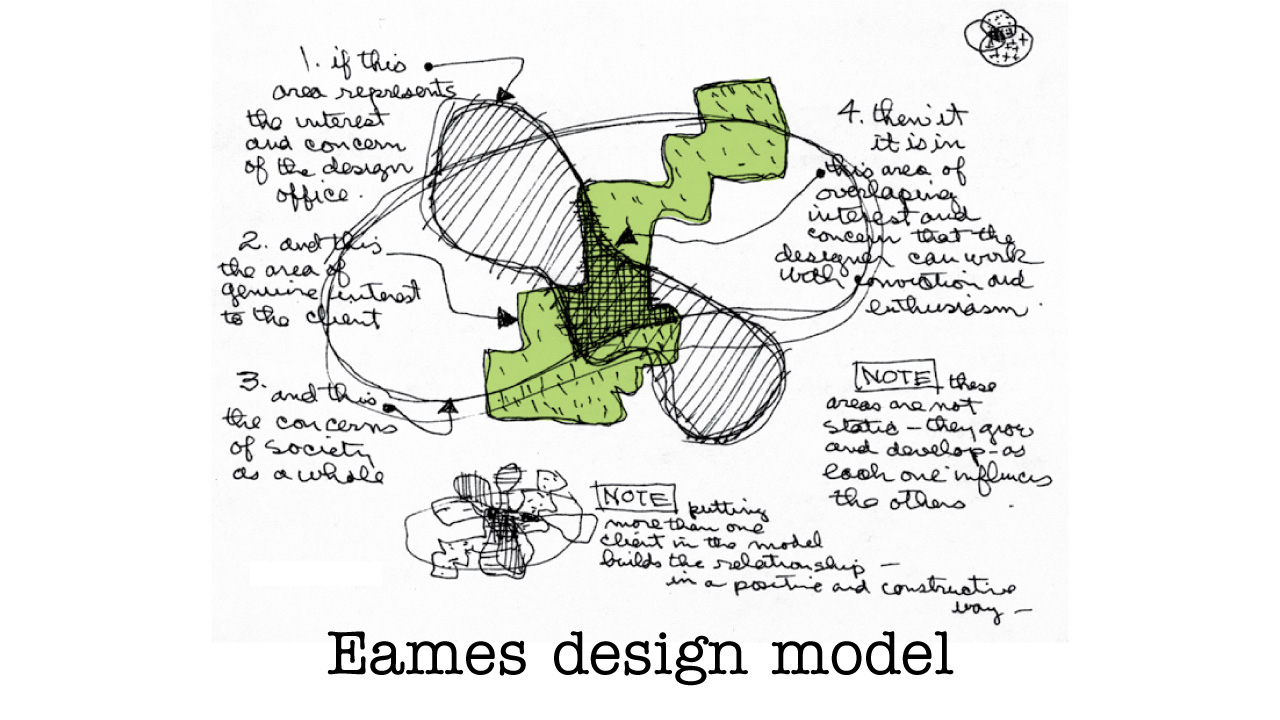 1. if this
area represents
the interest
and concern
of the design
office.
2. and this
the area of
genuine interest
to the client
3. and this
the concerns
of society
as a whole
4. then it
it is in
this area of
overlaping
interest and
concern that the
designer can work
with conviction and
enthusiasm
NOTE these
areas are not
static – they grow
and develop – as
each one influences
the others
NOTE putting
more than one
client in the model
builds the relationship –
in a positive and constructive
way –
Eames design model